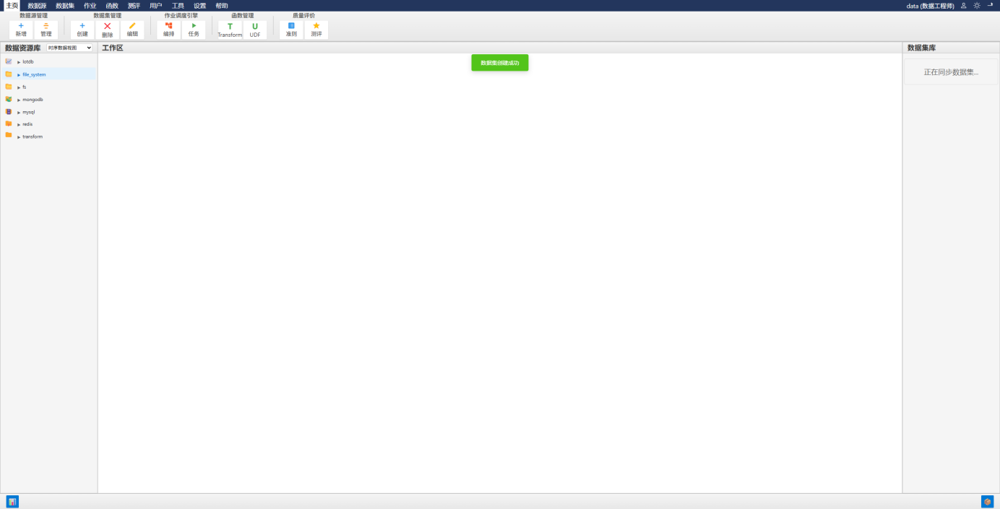 主页 数据源 数据集 作业 函数 测评 用户 工具 设置 帮助 data (数据工程师)
数据源管理 数据集管理 作业调度引擎 函数管理 质量评价
新增 管理 创建 删除 编辑 编排 任务 T Transform U UDF 准则 测评
数据资源库 时序数据视图 工作区 数据集库
数据集创建成功
正在同步数据集...
iotdb
file_system
fs
mongodb
mysql
redis
transform